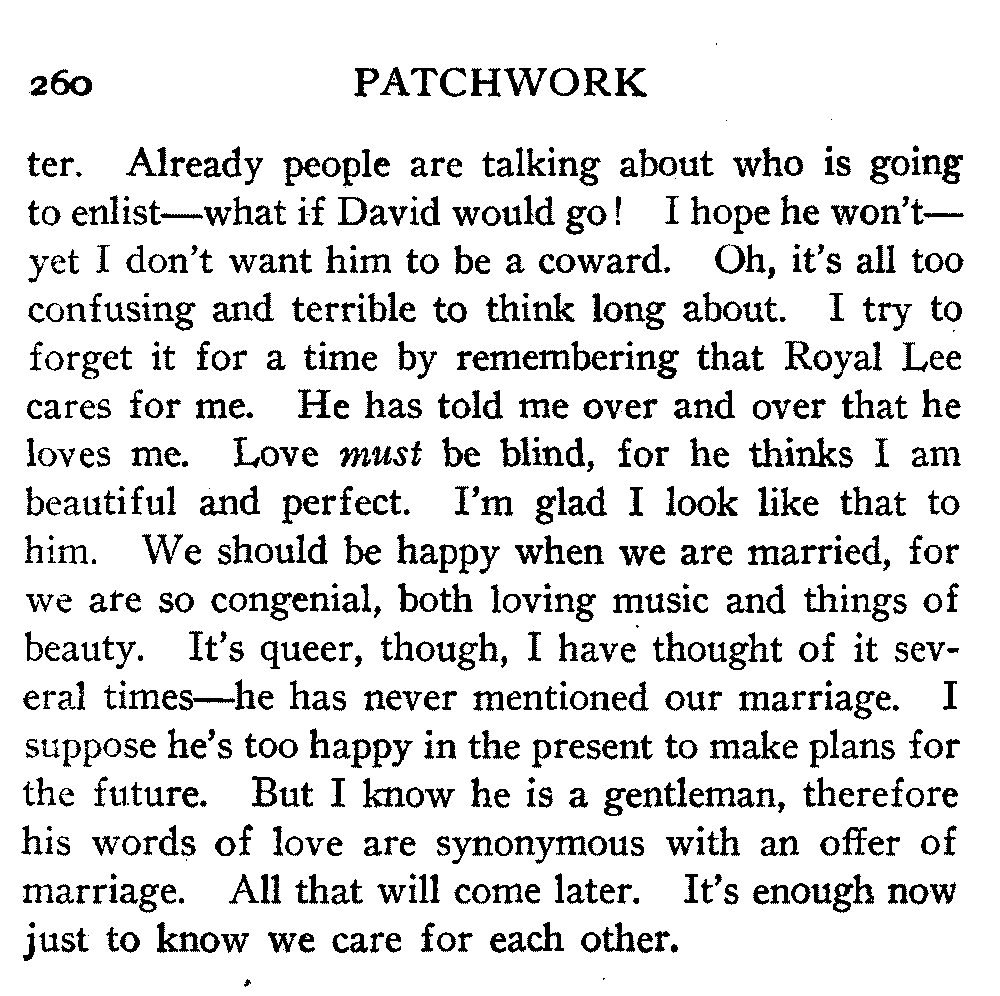 260 PATCHWORK
ter. Already people are talking about who is going
to enlist—what if David would go! I hope he won't—
yet I don't want him to be a coward. Oh, it's all too
confusing and terrible to think long about. I try to
forget it for a time by remembering that Royal Lee
cares for me. He has told me over and over that he
loves me. Love must be blind, for he thinks I am
beautiful and perfect. I'm glad I look like that to
him. We should be happy when we are married, for
we are so congenial, both loving music and things of
beauty. It's queer, though, I have thought of it sev-
eral times—he has never mentioned our marriage. I
suppose he's too happy in the present to make plans for
the future. But I know he is a gentleman, therefore
his words of love are synonymous with an offer of
marriage. All that will come later. It's enough now
just to know we care for each other.